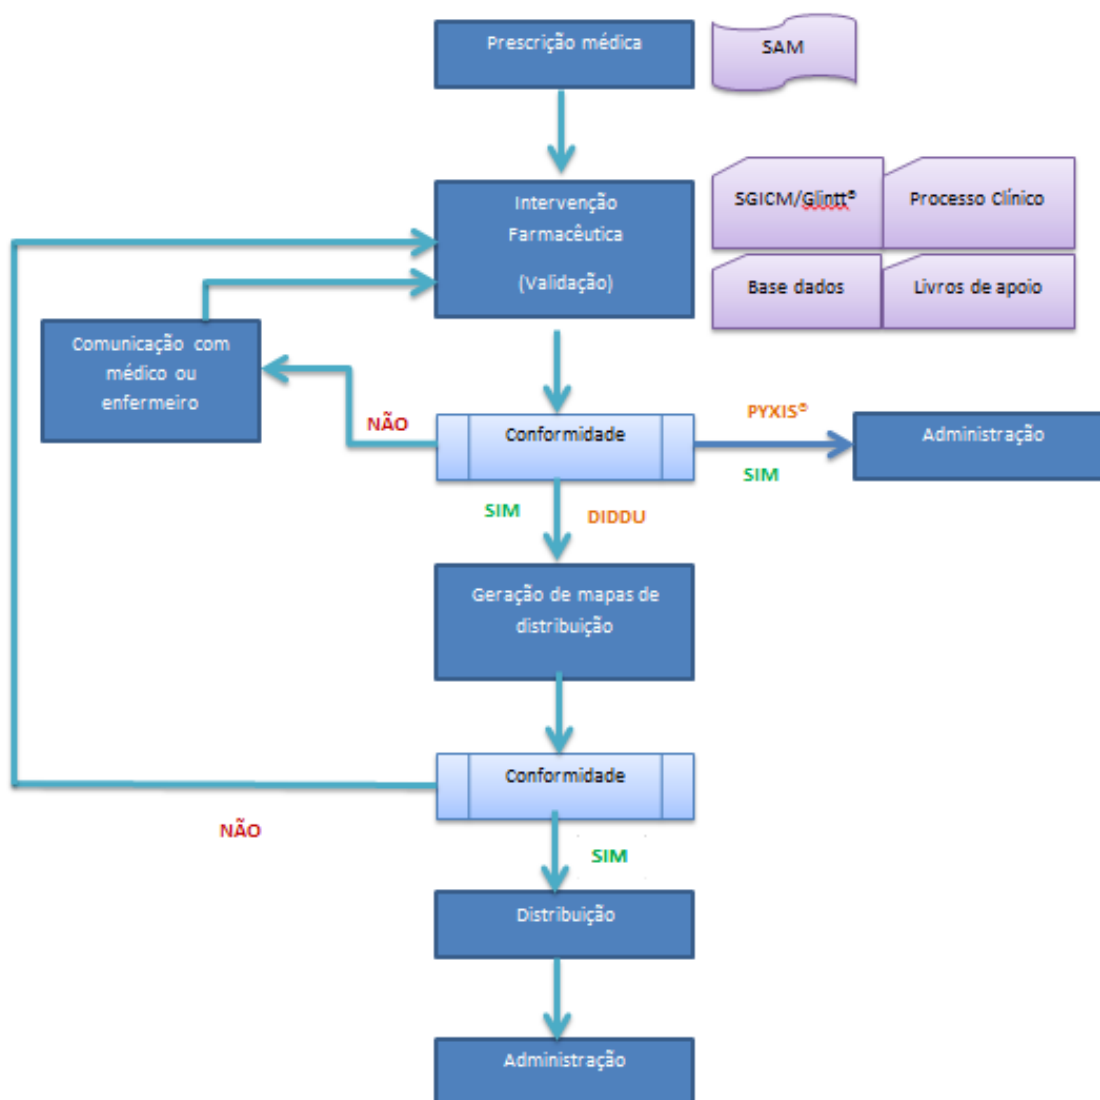 Prescrição médica
SAM
Intervenção
Farmacêutica
(Validação)
SGICM/Glintt®
Processo Clínico
Base dados
Livros de apoio
Comunicação com
médico ou
enfermeiro
NÃO
Conformidade
PYXIS®
SIM
Administração
SIM
DIDDU
Geração de mapas de
distribuição
Conformidade
NÃO
SIM
Distribuição
Administração